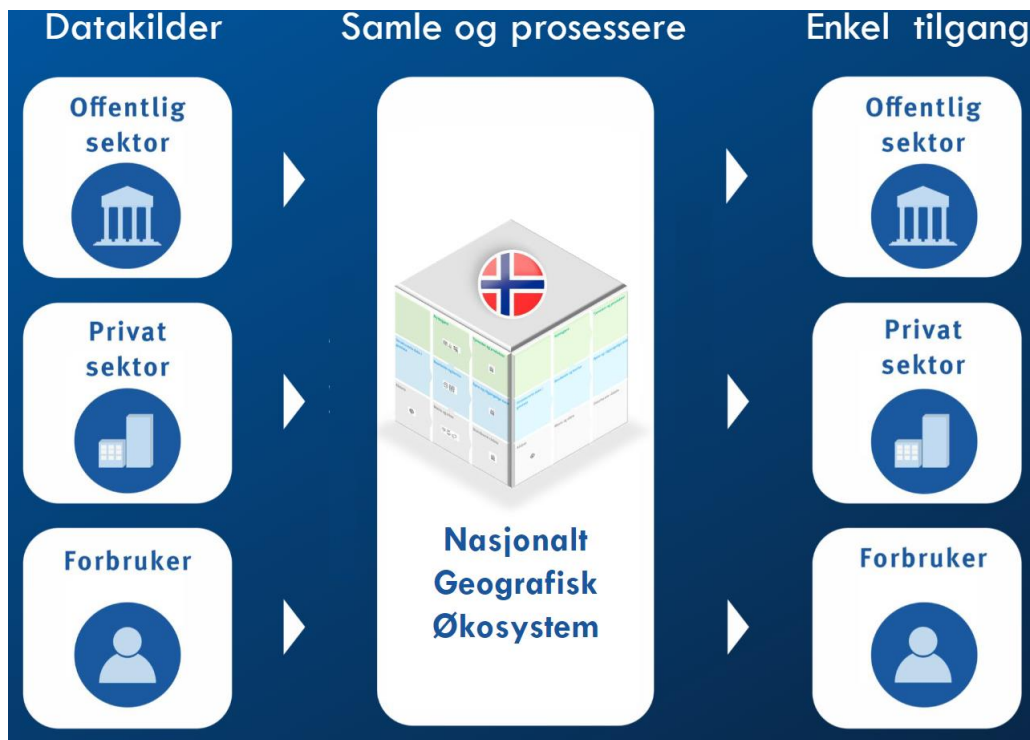 Datakilder
Samle og prosessere
Enkel tilgang
Offentlig
sektor
Privat
sektor
Forbruker
Nasjonalt
Geografisk
Økosystem
Offentlig
sektor
Privat
sektor
Forbruker